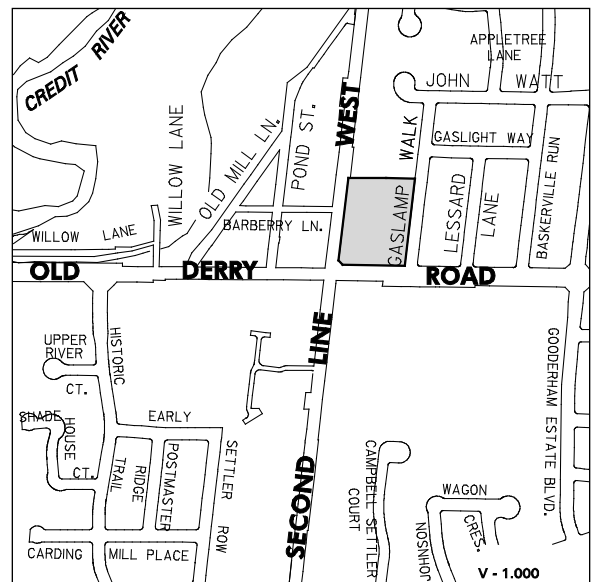 CREDIT RIVER
APPLETREE
LANE
JOHN WATT
WEST
WALK
GASLIGHT WAY
WILLOW LANE
OLD MILL LN.
POND ST.
BASKERVILLE RUN
LESSARD
LANE
GASLAMP
BARBERRY LN.
WILLOW LANE
OLD DERRY ROAD
LINE
UPPER
RIVER
CT.
HISTORIC
TRAIL
GOODERHAM ESTATE BLVD.
SHADE
HOUSE
CT.
EARLY
SETTLER
ROW
RIDGE
POSTMASTER
SECOND
CAMPBELL SETTLER
COURT
WAGON
CRES.
JOHNSON
CARDING
MILL PLACE
V - 1.000